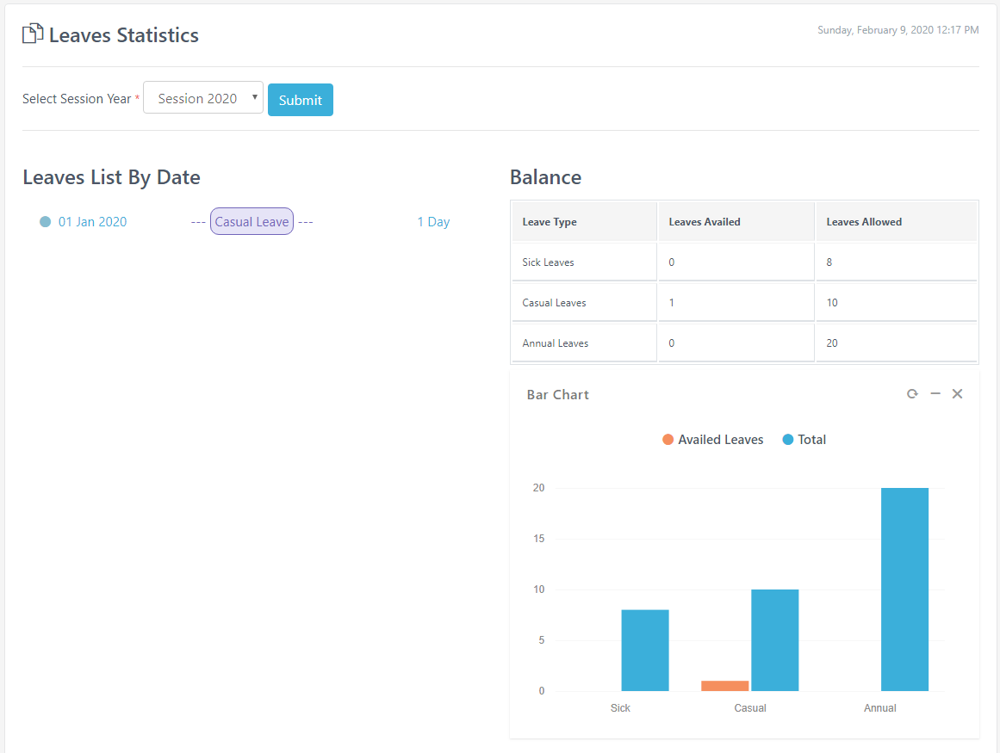 Leaves Statistics
Sunday, February 9, 2020 12:17 PM
Select Session Year * Session 2020 Submit
Leaves List By Date
01 Jan 2020 --- Casual Leave --- 1 Day
Balance
Leave Type Leaves Availed Leaves Allowed
Sick Leaves 0 8
Casual Leaves 1 10
Annual Leaves 0 20
Bar Chart
Availed Leaves Total
20
15
10
5
0
Sick Casual Annual